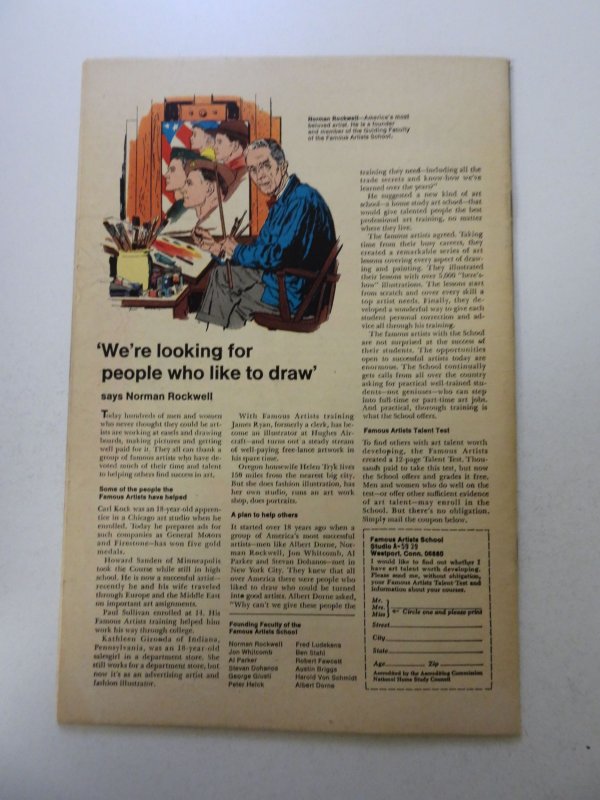 Norman Rockwell—America's most
beloved artist. He is a founder
and member of the Guiding Faculty
of the Famous Artists School.
'We're looking for
people who like to draw'
says Norman Rockwell
Today hundreds of men and women
who never thought they could be art-
ists are working at easels and drawing
boards, making pictures and getting
well paid for it. They all can thank a
group of famous artists who have de-
voted much of their time and talent
to helping others find success in art.
Some of the people the
Famous Artists have helped
Carl Kock was an 18-year-old appren-
tice in a Chicago art studio when he
enrolled. Today he prepares ads for
such companies as General Motors
and Firestone—has won five gold
medals.
Howard Sanden of Minneapolis
took the Course while still in high
school. He is now a successful artist—
recently he and his wife traveled
through Europe and the Middle East
on important art assignments.
Paul Sullivan enrolled at 14. His
Famous Artists training helped him
work his way through college.
Kathleen Gironda of Indiana,
Pennsylvania, was an 18-year-old
salesgirl in a department store. She
still works for a department store, but
now it's as an advertising artist and
fashion illustrator.
With Famous Artists training
James Ryan, formerly a clerk, has be-
come an illustrator at Hughes Air-
craft—and turns out a steady stream
of well-paying free-lance artwork in
his spare time.
Oregon housewife Helen Tryk lives
159 miles from the nearest big city.
But she does fashion illustration, has
her own studio, runs an art work
shop, does portraits.
A plan to help others
It started over 18 years ago when a
group of America's most successful
artists—men like Albert Dorne, Nor-
man Rockwell, Jon Whitcomb, Al
Parker and Stevan Dohanos—met in
New York City. They knew that all
over America there were people who
liked to draw who could be turned
into good artists. Albert Dorne asked,
"Why can't we give these people the
Founding Faculty of the
Famous Artists School
Norman Rockwell
Jon Whitcomb
Al Parker
Stevan Dohanos
George Giusti
Peter Helck
Fred Ludekens
Ben Stahl
Robert Fawcett
Austin Briggs
Harold Von Schmidt
Albert Dorne
training they need—including all the
trade secrets and know-how we've
learned over the years?"
He suggested a new kind of art
school—a home study art school—that
would give talented people the best
professional art training, no matter
where they live.
The famous artists agreed. Taking
time from their busy careers, they
created a remarkable series of art
lessons covering every aspect of draw-
ing and painting. They illustrated
their lessons with over 5,000 "here's-
how" illustrations. The lessons start
from scratch and cover every skill a
top artist needs. Finally, they de-
veloped a wonderful way to give each
student personal correction and ad-
vice all through his training.
The famous artists with the School
are not surprised at the success of
their students. The opportunities
open to successful artists today are
enormous. The School continually
gets calls from all over the country
asking for practical well-trained stu-
dents—not geniuses—who can step
into full-time or part-time art jobs.
And practical, thorough training is
what the School offers.
Famous Artists Talent Test
To find others with art talent worth
developing, the Famous Artists
created a 12-page Talent Test. Thou-
sands paid to take this test, but now
the School offers and grades it free.
Men and women who do well on the
test—or offer other sufficient evidence
of art talent—may enroll in the
School. But there's no obligation.
Simply mail the coupon below.
Famous Artists School
Studio A-5939
Westport, Conn. 06880
I would like to find out whether I
have art talent worth developing.
Please send me, without obligation,
your Famous Artists Talent Test and
information about your courses.
Mr.
Mrs.
Miss
Circle one and please print
Street
City
State
Age Zip
Accredited by the Accrediting Commission
National Home Study Council